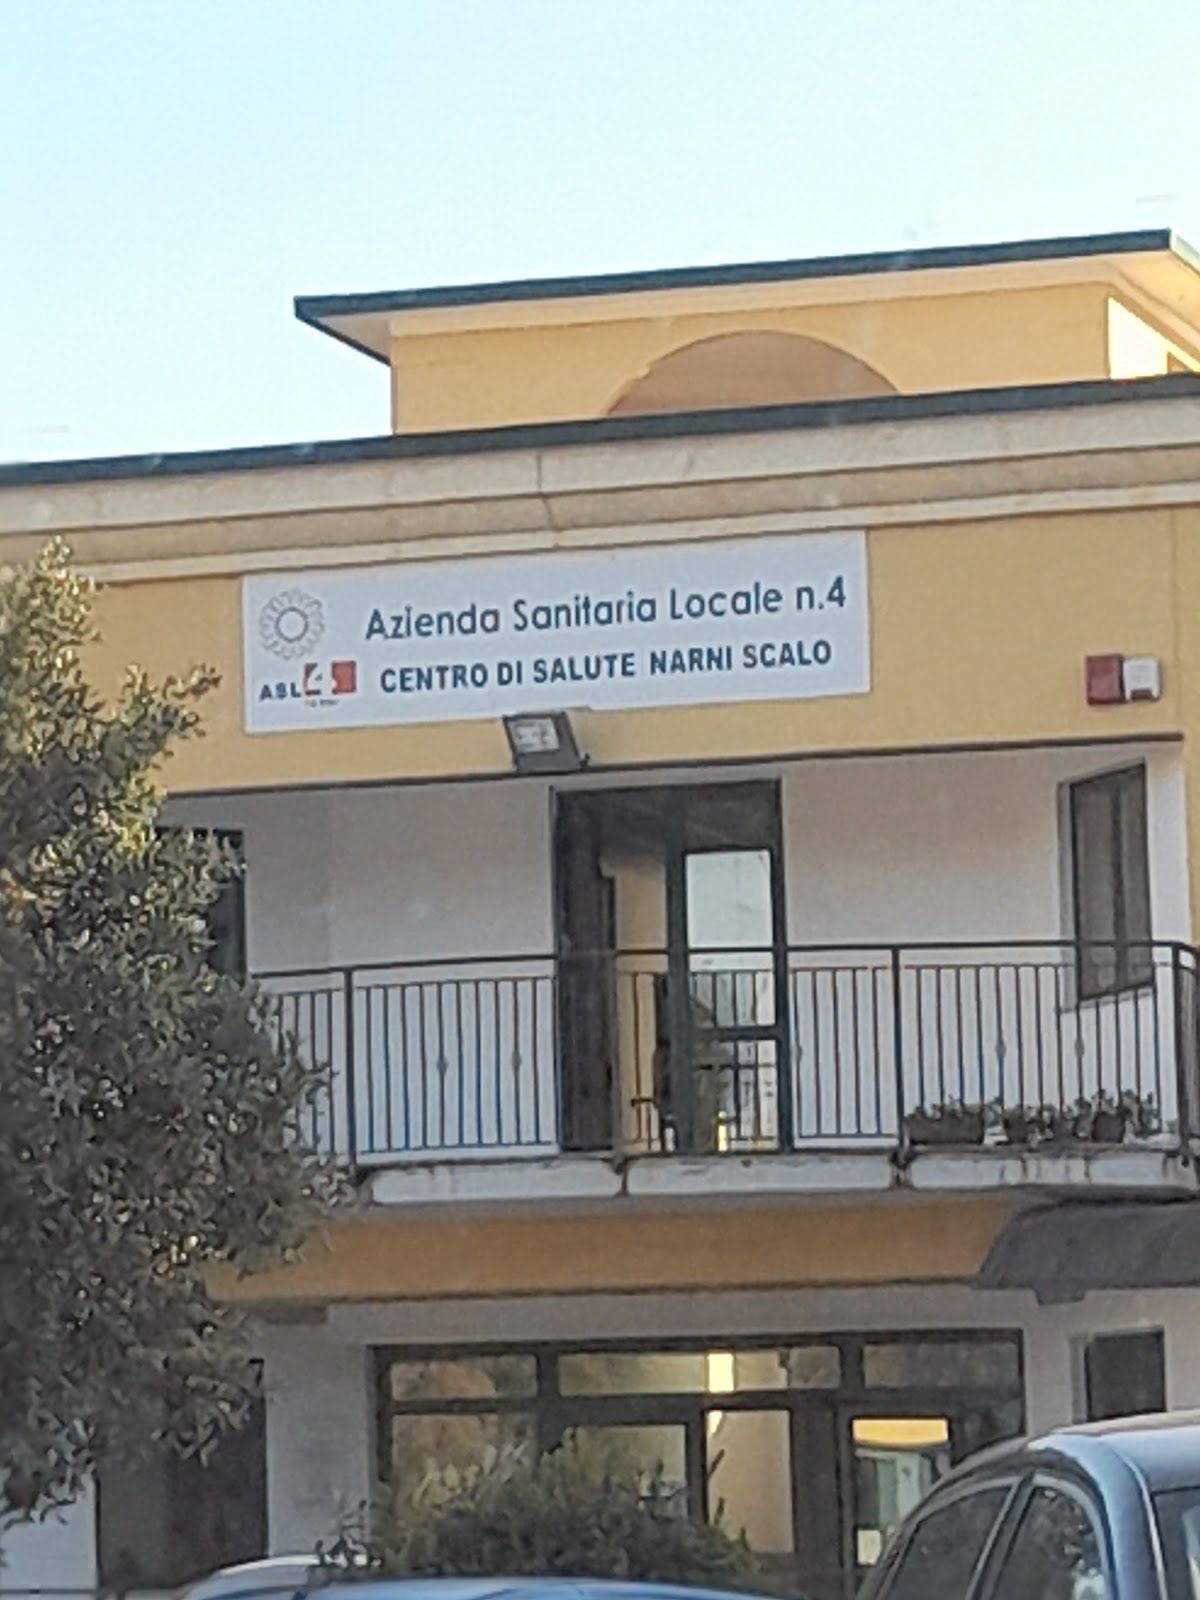 Azienda Sanitaria Locale n.4
CENTRO DI SALUTE NARNI SCALO
ASL 4